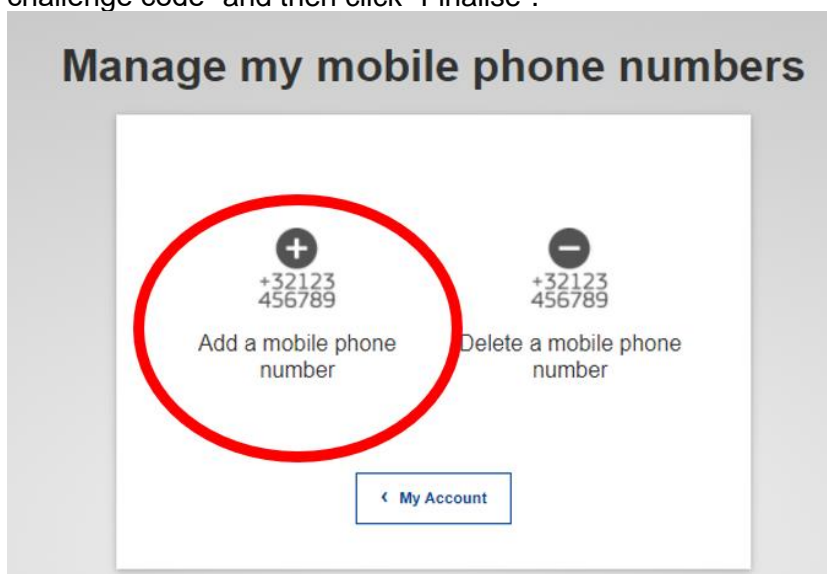 challenge code" and then click "Finalise".
Manage my mobile phone numbers
+32123
456789
Add a mobile phone
number
+32123
456789
Delete a mobile phone
number
‹ My Account